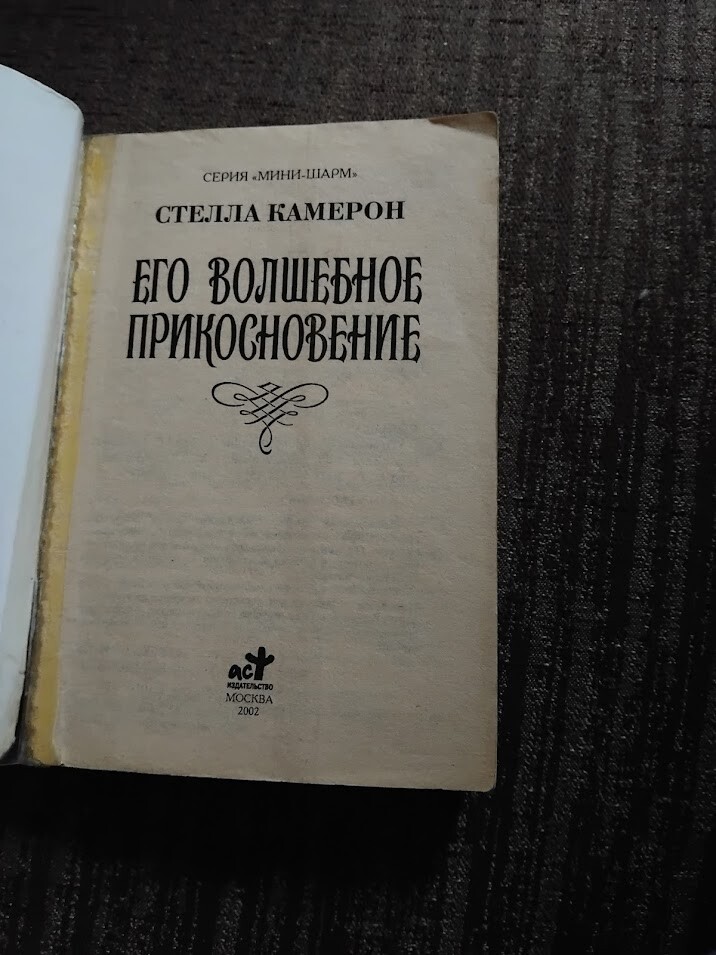 СЕРИЯ «МИНИ-ШАРМ»
СТЕЛЛА КАМЕРОН
ЕГО ВОЛШЕБНОЕ
ПРИКОСНОВЕНИЕ
аст
ИЗДАТЕЛЬСТВО
МОСКВА
2002